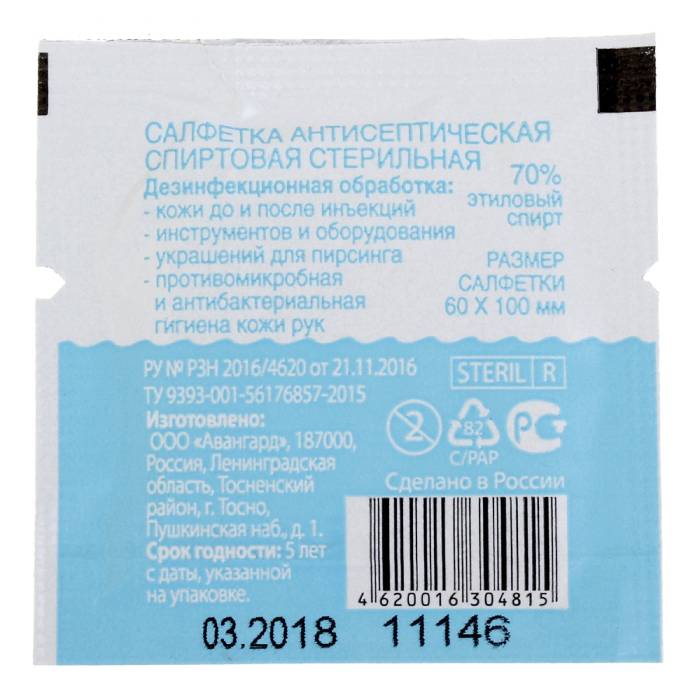 САЛФЕТКА АНТИСЕПТИЧЕСКАЯ
СПИРТОВАЯ СТЕРИЛЬНАЯ
Дезинфекционная обработка:
- кожи до и после инъекций
- инструментов и оборудования
- украшений для пирсинга
- противомикробная
и антибактериальная
гигиена кожи рук
70%
этиловый
спирт
РАЗМЕР
САЛФЕТКИ
60 Х 100 мм
РУ № РЗН 2016/4620 от 21.11.2016
ТУ 9393-001-56176857-2015
Изготовлено:
ООО «Авангард», 187000,
Россия, Ленинградская
область, Тосненский
район, г. Тосно,
Пушкинская наб., д. 1.
Срок годности: 5 лет
с даты, указанной
на упаковке.
STERIL R
2
82
C/PAP
РС
Сделано в России
4 620016 304815
03.2018 11146